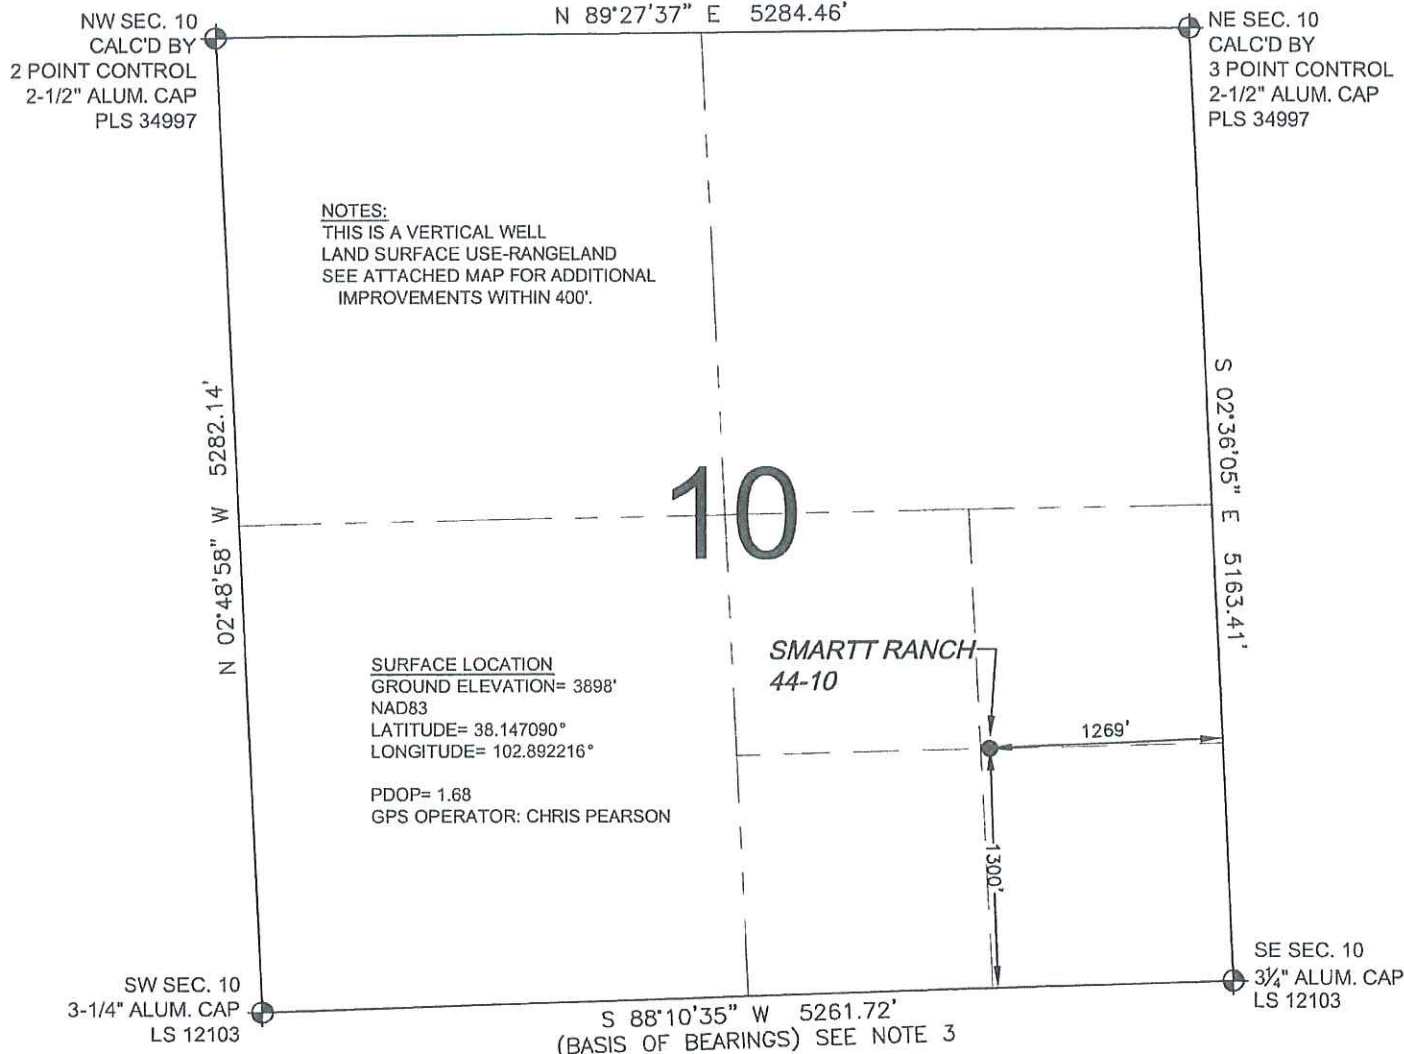 N 89°27'37" E 5284.46'
NW SEC. 10
CALC'D BY
2 POINT CONTROL
2-1/2" ALUM. CAP
PLS 34997
NE SEC. 10
CALC'D BY
3 POINT CONTROL
2-1/2" ALUM. CAP
PLS 34997
NOTES:
THIS IS A VERTICAL WELL
LAND SURFACE USE-RANGELAND
SEE ATTACHED MAP FOR ADDITIONAL
IMPROVEMENTS WITHIN 400'.
N 02°48'58" W 5282.14'
S 02°36'05" E 5163.41'
10
SMARTT RANCH
44-10
SURFACE LOCATION
GROUND ELEVATION= 3898'
NAD83
LATITUDE= 38.147090°
LONGITUDE= 102.892216°
PDOP= 1.68
GPS OPERATOR: CHRIS PEARSON
1269'
1300'
SW SEC. 10
3-1/4" ALUM. CAP
LS 12103
SE SEC. 10
3¼" ALUM. CAP
LS 12103
S 88°10'35" W 5261.72'
(BASIS OF BEARINGS) SEE NOTE 3